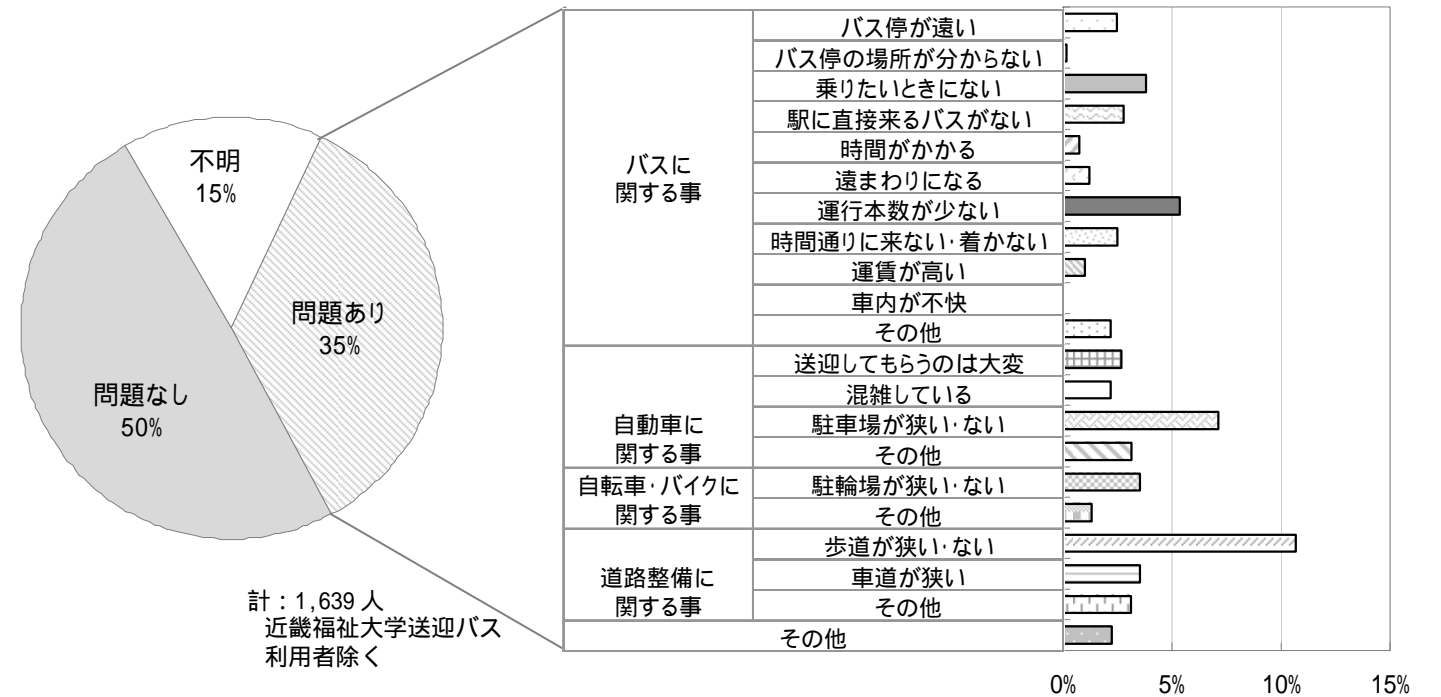 不明
15%
問題あり
35%
問題なし
50%
計：1,639 人
近畿福祉大学送迎バス
利用者除く
バスに
関する事
バス停が遠い
バス停の場所が分からない
乗りたいときにない
駅に直接来るバスがない
時間がかかる
遠まわりになる
運行本数が少ない
時間通りに来ない・着かない
運賃が高い
車内が不快
その他
自動車に
関する事
送迎してもらうのは大変
混雑している
駐車場が狭い・ない
その他
自転車・バイクに
関する事
駐輪場が狭い・ない
その他
道路整備に
関する事
歩道が狭い・ない
車道が狭い
その他
その他
0% 5% 10% 15%